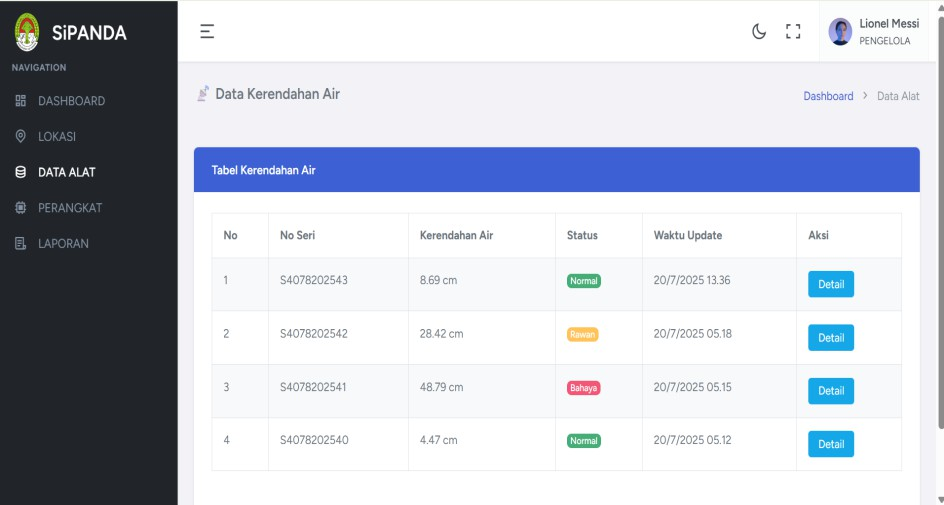 SiPANDA
Lionel Messi
PENGELOLA
NAVIGATION
DASHBOARD
LOKASI
DATA ALAT
PERANGKAT
LAPORAN
Data Kerendahan Air
Dashboard > Data Alat
Tabel Kerendahan Air
No No Seri Kerendahan Air Status Waktu Update Aksi
1 S4078202543 8.69 cm Normal 20/7/2025 13.36 Detail
2 S4078202542 28.42 cm Rawan 20/7/2025 05.18 Detail
3 S4078202541 48.79 cm Bahaya 20/7/2025 05.15 Detail
4 S4078202540 4.47 cm Normal 20/7/2025 05.12 Detail